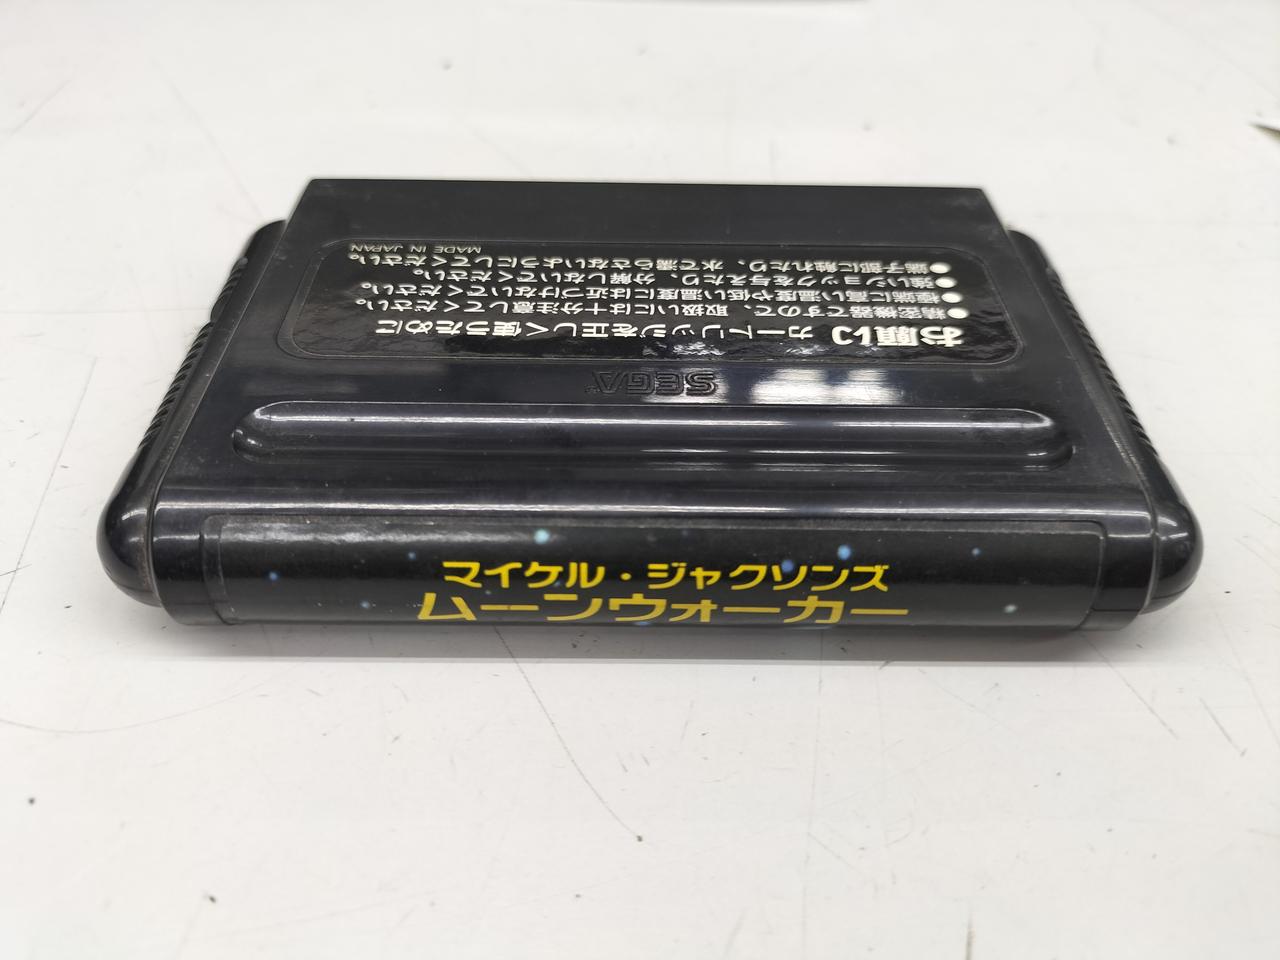 お願い カートリッジを正しく使うために
●精密機器ですので、取扱いには十分注意してください。
●極端に高い温度や低い温度には近づけないでください。
●強いショックを与えたり、分解しないでください。
●端子部に触れたり、水で濡らさないようにしてください。
MADE IN JAPAN
SEGA
マイケル・ジャクソンズ
ムーンウォーカー